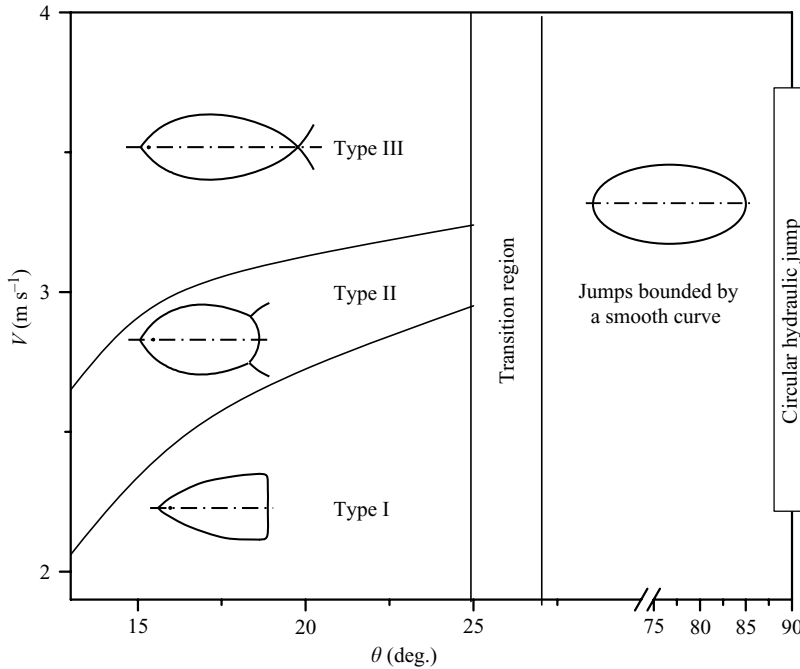 4
3
2
V (m s⁻¹)
Type III
Type II
Type I
Transition region
Jumps bounded by
a smooth curve
Circular hydraulic jump
15 20 25 75 80 85 90
θ (deg.)